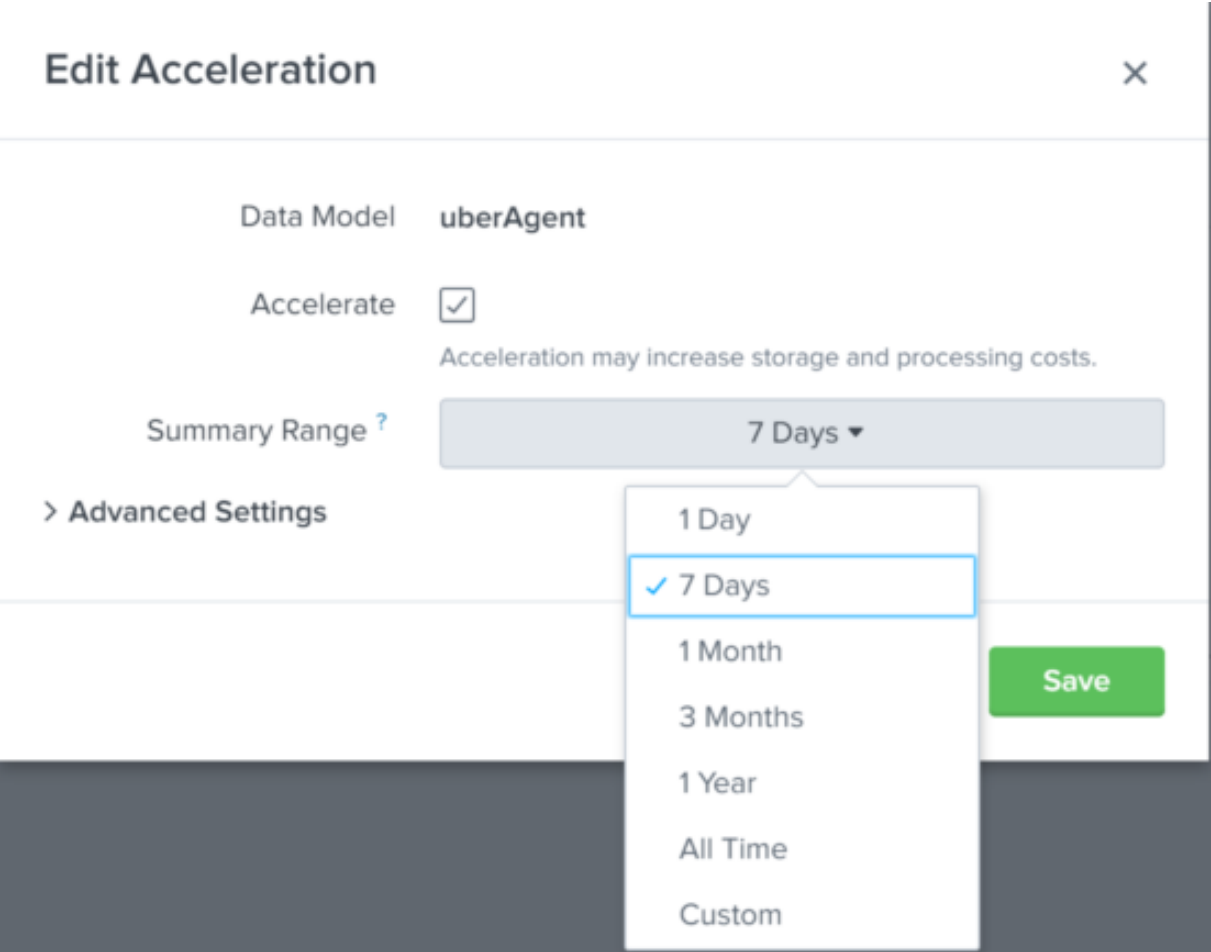 Edit Acceleration
Data Model uberAgent
Accelerate
Acceleration may increase storage and processing costs.
Summary Range ? 7 Days
Advanced Settings
1 Day
7 Days
1 Month
Save
3 Months
1 Year
All Time
Custom